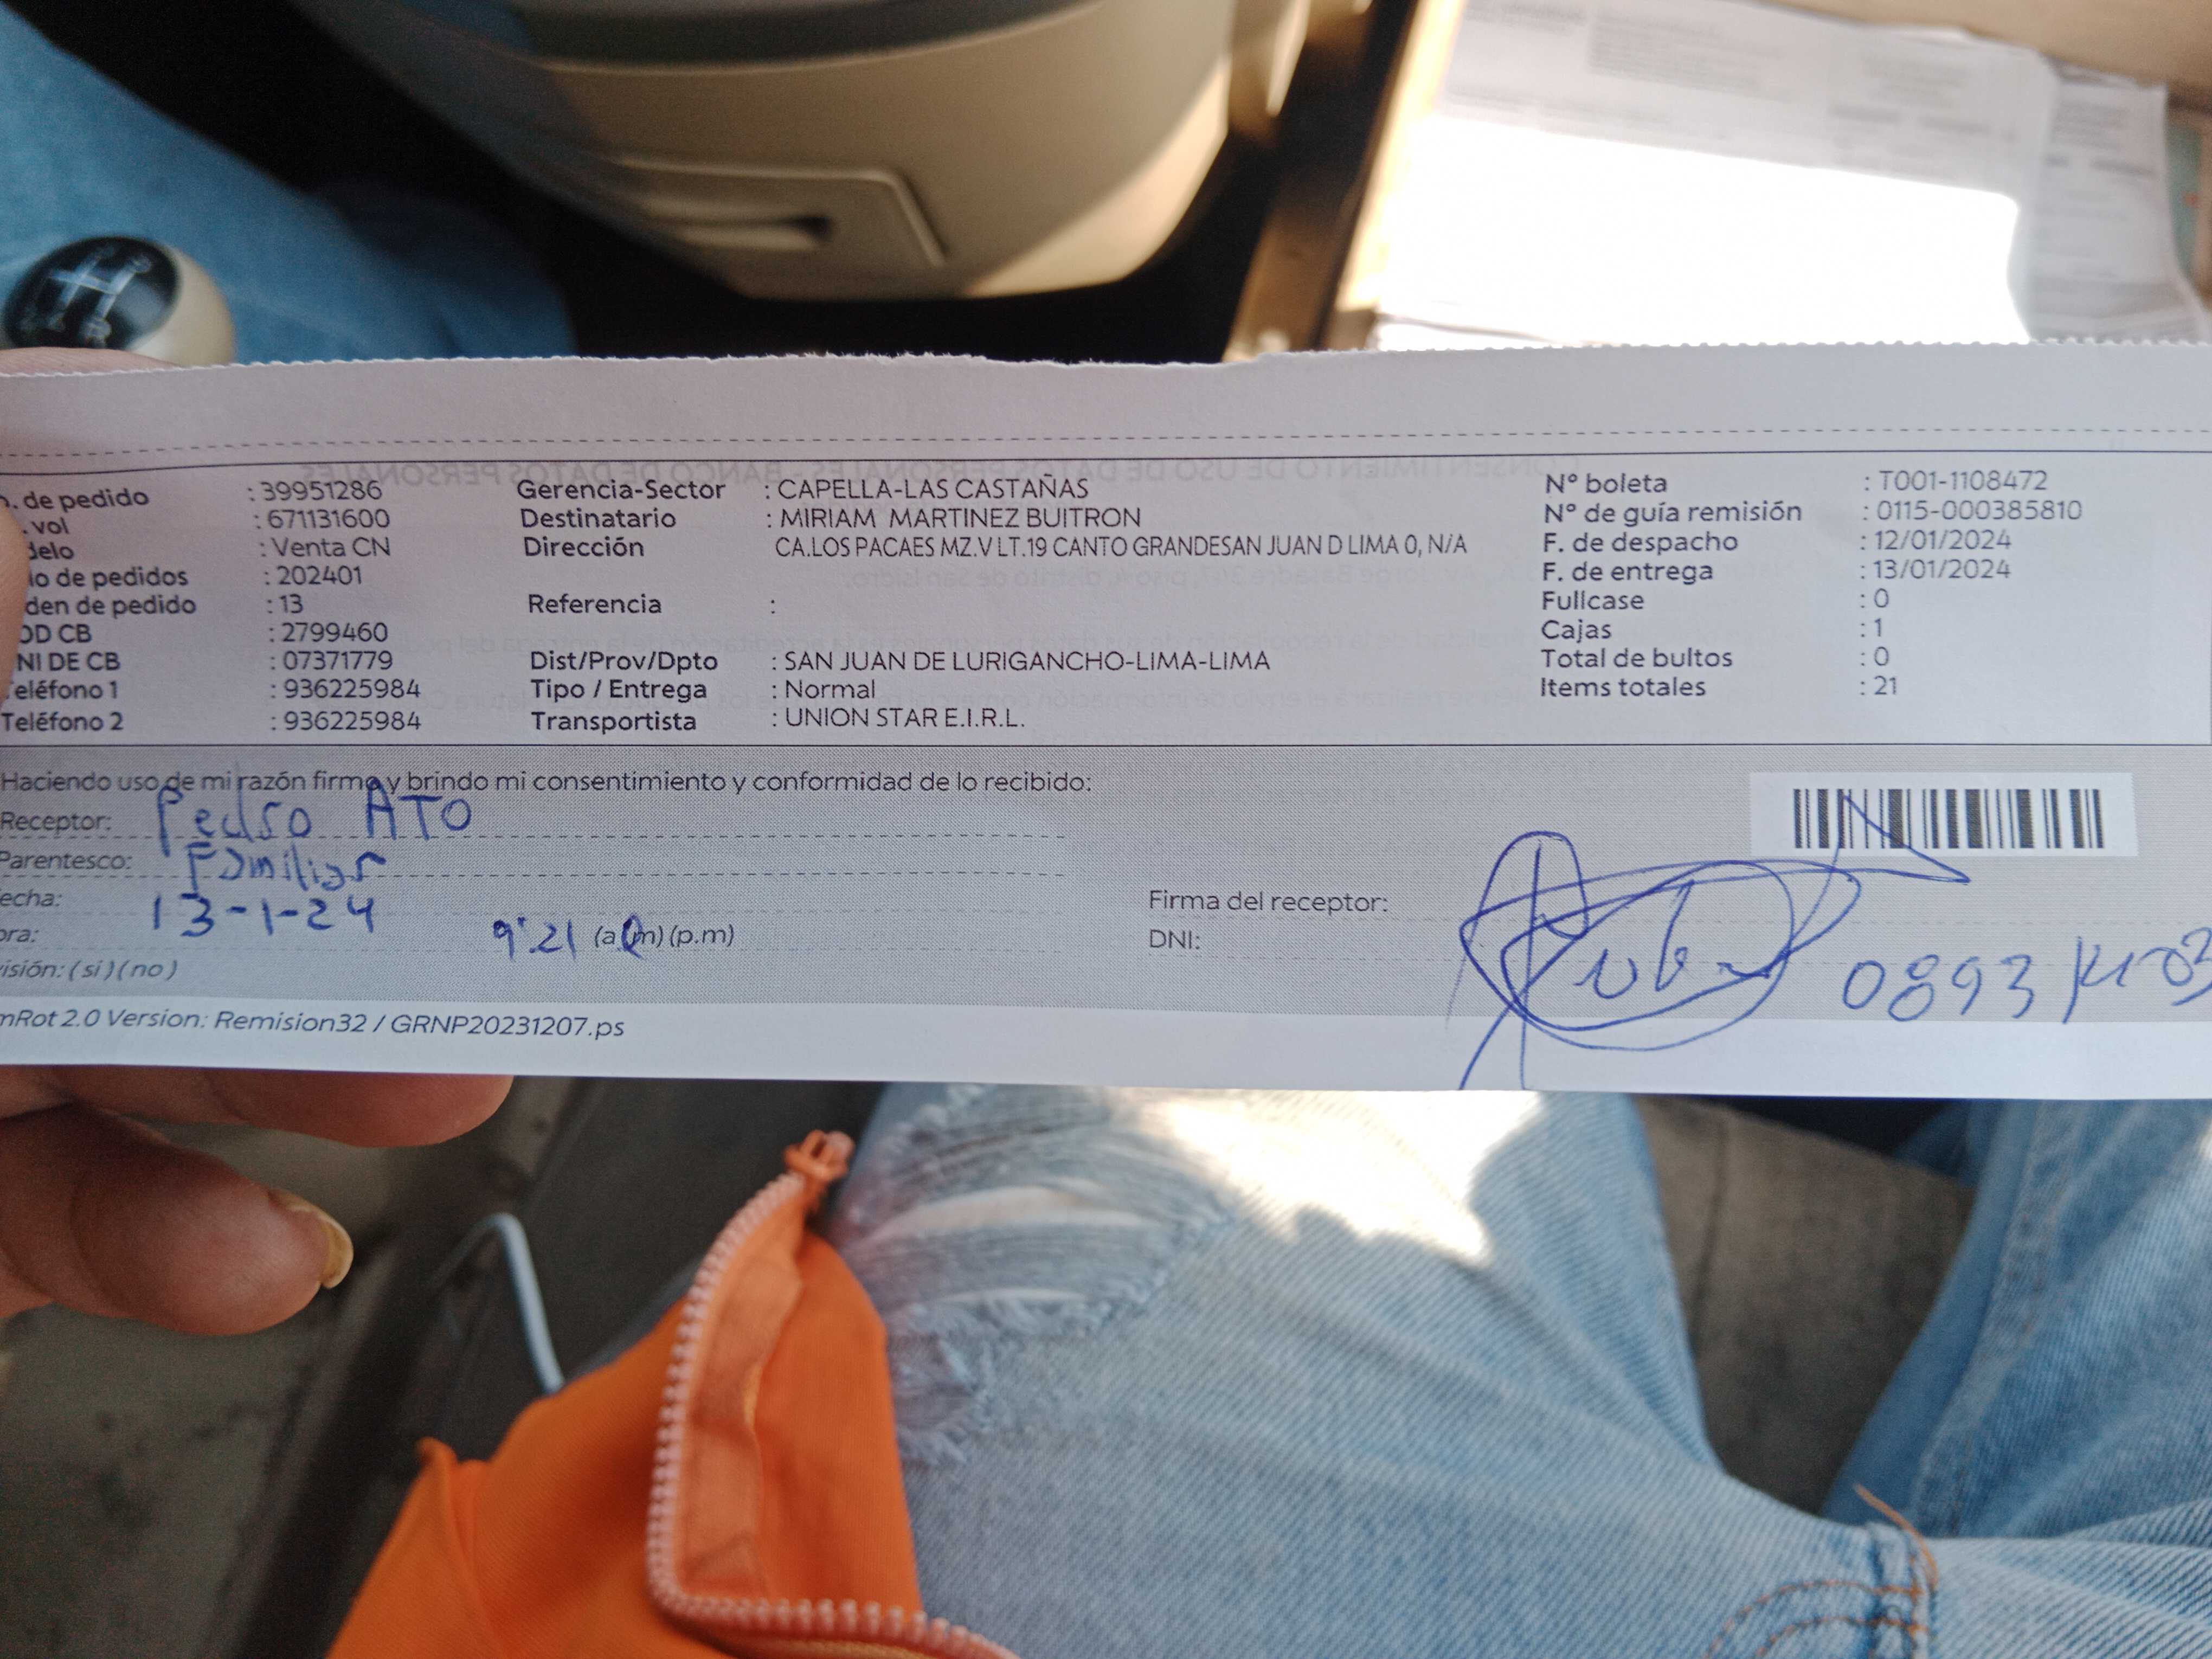 . de pedido : 39951286
. vol : 671131600
delo : Venta CN
io de pedidos : 202401
den de pedido : 13
OD CB : 2799460
NI DE CB : 07371779
Teléfono 1 : 936225984
Teléfono 2 : 936225984
Gerencia-Sector : CAPELLA-LAS CASTAÑAS
Destinatario : MIRIAM MARTINEZ BUITRON
Dirección CA.LOS PACAES MZ.V LT.19 CANTO GRANDESAN JUAN D LIMA 0, N/A
Referencia :
Dist/Prov/Dpto : SAN JUAN DE LURIGANCHO-LIMA-LIMA
Tipo / Entrega : Normal
Transportista : UNION STAR E.I.R.L.
N° boleta : T001-1108472
N° de guía remisión : 0115-000385810
F. de despacho : 12/01/2024
F. de entrega : 13/01/2024
Fullcase : 0
Cajas : 1
Total de bultos : 0
Items totales : 21
Haciendo uso de mi razón firma y brindo mi consentimiento y conformidad de lo recibido:
Receptor: Pedro ATO
Parentesco: Familiar
echa: 13-1-24
ora: 9:21 (a.m) (p.m)
isión: (si) (no)
Firma del receptor:
DNI: 0893
mRot 2.0 Version: Remision32 / GRNP20231207.ps